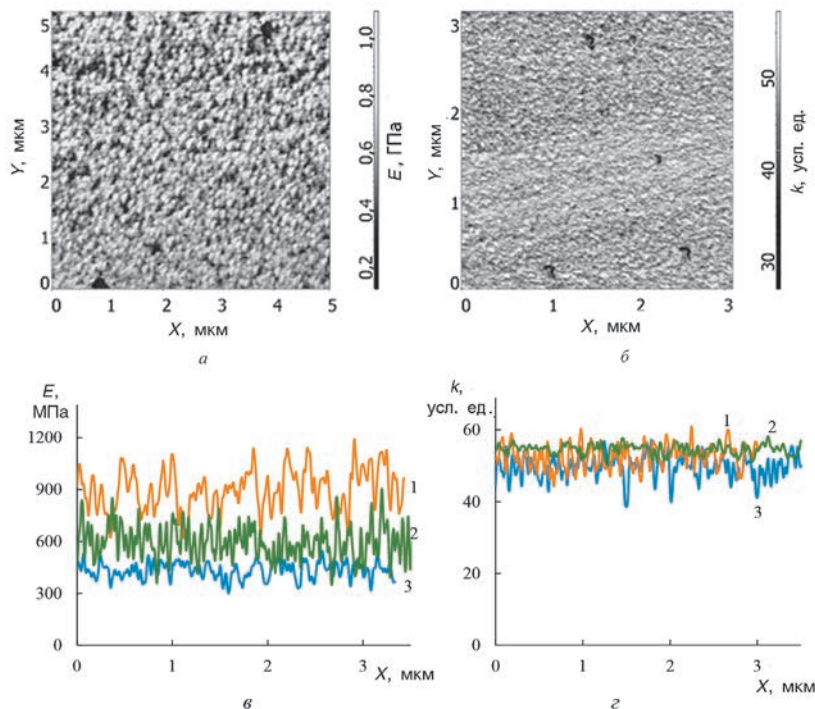 5
4
3
2
1
0
Y, мкм
0 1 2 3 4 5
X, мкм
1,0
0,8
0,6
0,4
0,2
E, ГПа
а
3
2
1
0
Y, мкм
0 1 2 3
X, мкм
50
40
30
k, усл. ед.
б
E,
МПа
1200
900
600
300
0
1
2
3
0 1 2 3
X, мкм
в
k,
усл. ед.
60
40
20
0
1
2
3
0 1 2 3
X, мкм
г